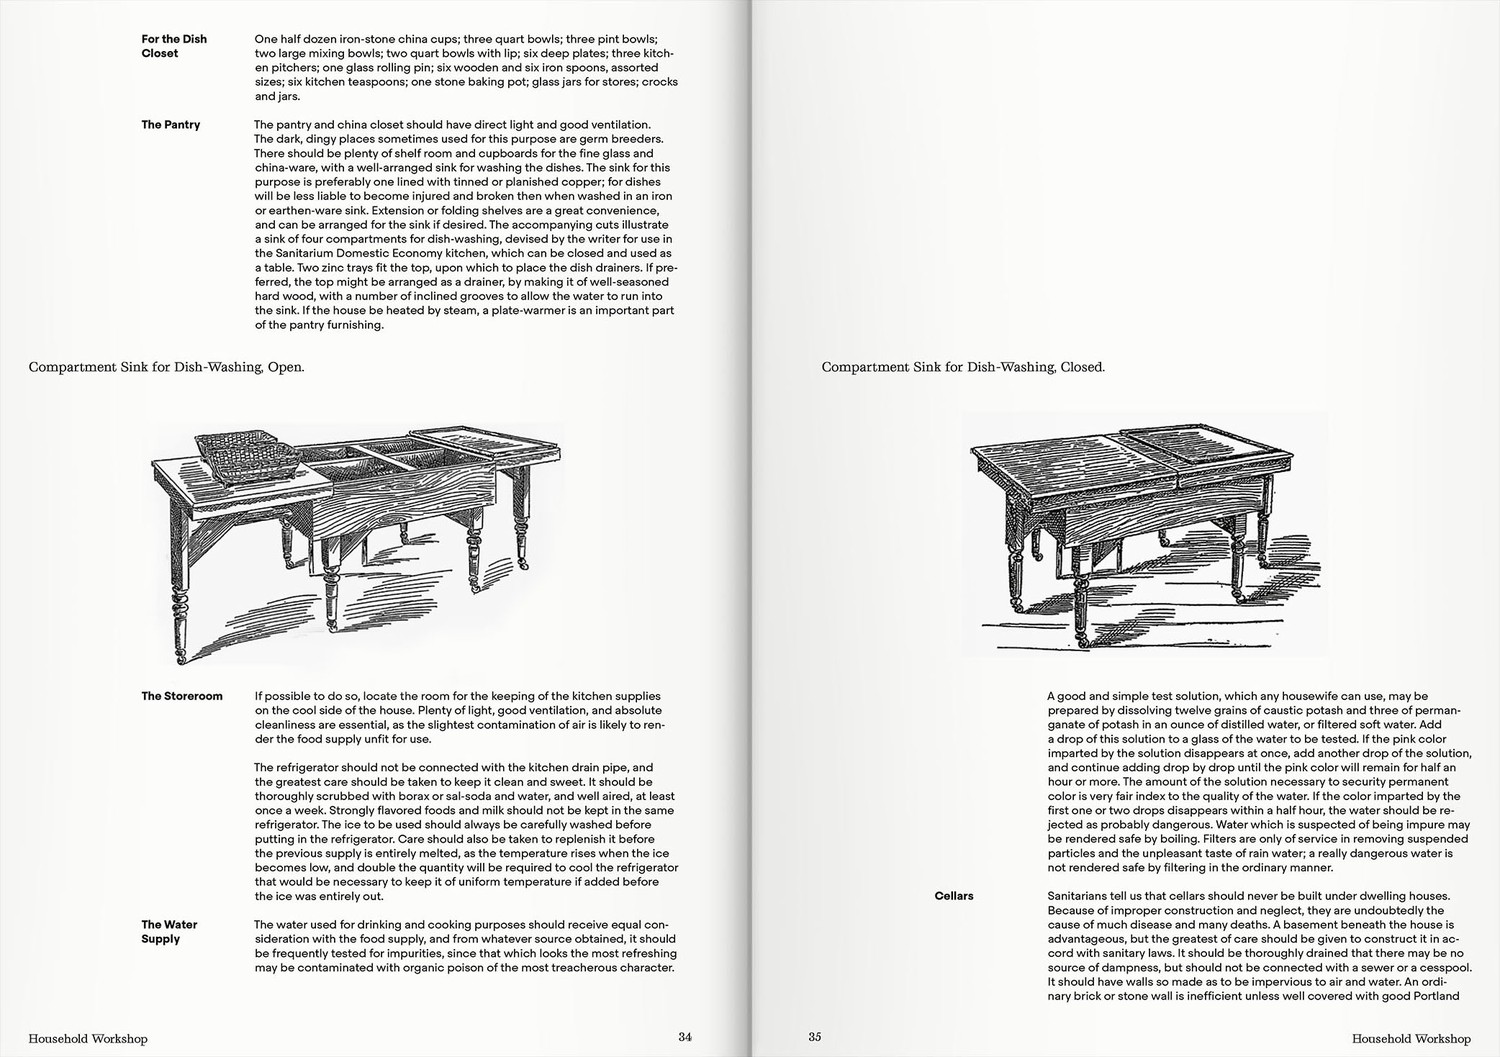 For the Dish
Closet
One half dozen iron-stone china cups; three quart bowls; three pint bowls;
two large mixing bowls; two quart bowls with lip; six deep plates; three kitch-
en pitchers; one glass rolling pin; six wooden and six iron spoons, assorted
sizes; six kitchen teaspoons; one stone baking pot; glass jars for stores; crocks
and jars.
The Pantry
The pantry and china closet should have direct light and good ventilation.
The dark, dingy places sometimes used for this purpose are germ breeders.
There should be plenty of shelf room and cupboards for the fine glass and
china-ware, with a well-arranged sink for washing the dishes. The sink for this
purpose is preferably one lined with tinned or planished copper; for dishes
will be less liable to become injured and broken then when washed in an iron
or earthen-ware sink. Extension or folding shelves are a great convenience,
and can be arranged for the sink if desired. The accompanying cuts illustrate
a sink of four compartments for dish-washing, devised by the writer for use in
the Sanitarium Domestic Economy kitchen, which can be closed and used as
a table. Two zinc trays fit the top, upon which to place the dish drainers. If pre-
ferred, the top might be arranged as a drainer, by making it of well-seasoned
hard wood, with a number of inclined grooves to allow the water to run into
the sink. If the house be heated by steam, a plate-warmer is an important part
of the pantry furnishing.
Compartment Sink for Dish-Washing, Open.
The Storeroom
If possible to do so, locate the room for the keeping of the kitchen supplies
on the cool side of the house. Plenty of light, good ventilation, and absolute
cleanliness are essential, as the slightest contamination of air is likely to ren-
der the food supply unfit for use.
The refrigerator should not be connected with the kitchen drain pipe, and
the greatest care should be taken to keep it clean and sweet. It should be
thoroughly scrubbed with borax or sal-soda and water, and well aired, at least
once a week. Strongly flavored foods and milk should not be kept in the same
refrigerator. The ice to be used should always be carefully washed before
putting in the refrigerator. Care should also be taken to replenish it before
the previous supply is entirely melted, as the temperature rises when the ice
becomes low, and double the quantity will be required to cool the refrigerator
that would be necessary to keep it of uniform temperature if added before
the ice was entirely out.
The Water
Supply
The water used for drinking and cooking purposes should receive equal con-
sideration with the food supply, and from whatever source obtained, it should
be frequently tested for impurities, since that which looks the most refreshing
may be contaminated with organic poison of the most treacherous character.
Household Workshop
34
Compartment Sink for Dish-Washing, Closed.
A good and simple test solution, which any housewife can use, may be
prepared by dissolving twelve grains of caustic potash and three of perman-
ganate of potash in an ounce of distilled water, or filtered soft water. Add
a drop of this solution to a glass of the water to be tested. If the pink color
imparted by the solution disappears at once, add another drop of the solution,
and continue adding drop by drop until the pink color will remain for half an
hour or more. The amount of the solution necessary to security permanent
color is very fair index to the quality of the water. If the color imparted by the
first one or two drops disappears within a half hour, the water should be re-
jected as probably dangerous. Water which is suspected of being impure may
be rendered safe by boiling. Filters are only of service in removing suspended
particles and the unpleasant taste of rain water; a really dangerous water is
not rendered safe by filtering in the ordinary manner.
Cellars
Sanitarians tell us that cellars should never be built under dwelling houses.
Because of improper construction and neglect, they are undoubtedly the
cause of much disease and many deaths. A basement beneath the house is
advantageous, but the greatest of care should be given to construct it in ac-
cord with sanitary laws. It should be thoroughly drained that there may be no
source of dampness, but should not be connected with a sewer or a cesspool.
It should have walls so made as to be impervious to air and water. An ordi-
nary brick or stone wall is inefficient unless well covered with good Portland
35
Household Workshop